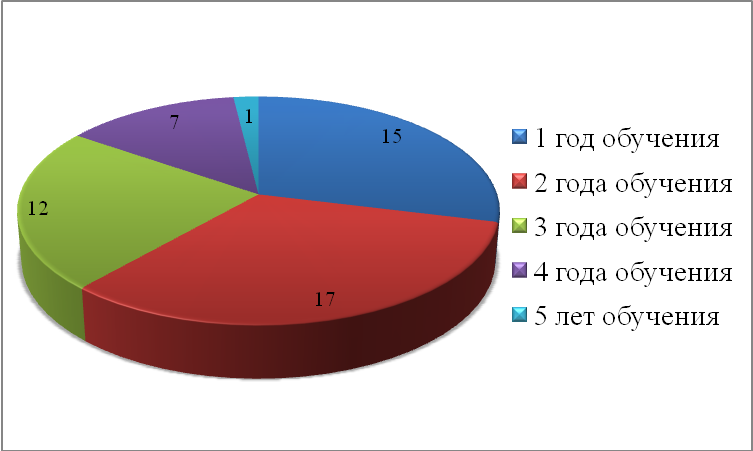 1
7
15
12
17
1 год обучения
2 года обучения
3 года обучения
4 года обучения
5 лет обучения